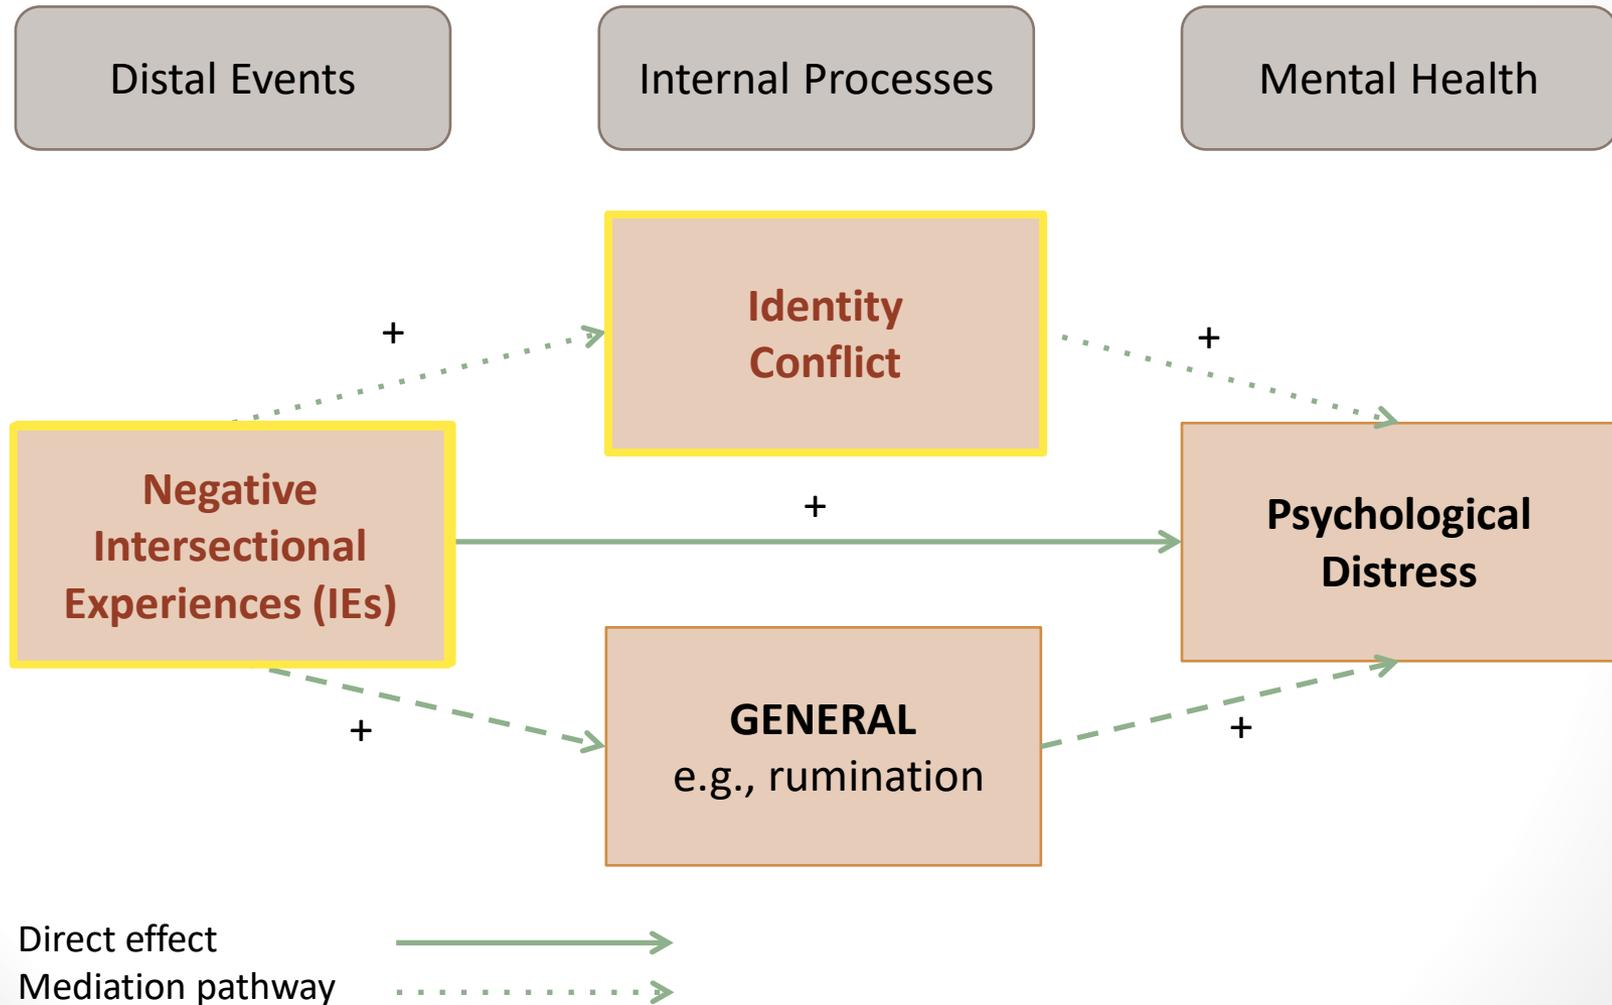 Distal Events
Internal Processes
Mental Health
Identity
Conflict
+
+
Negative
Intersectional
Experiences (IEs)
+
Psychological
Distress
GENERAL
e.g., rumination
+
+
Direct effect
Mediation pathway